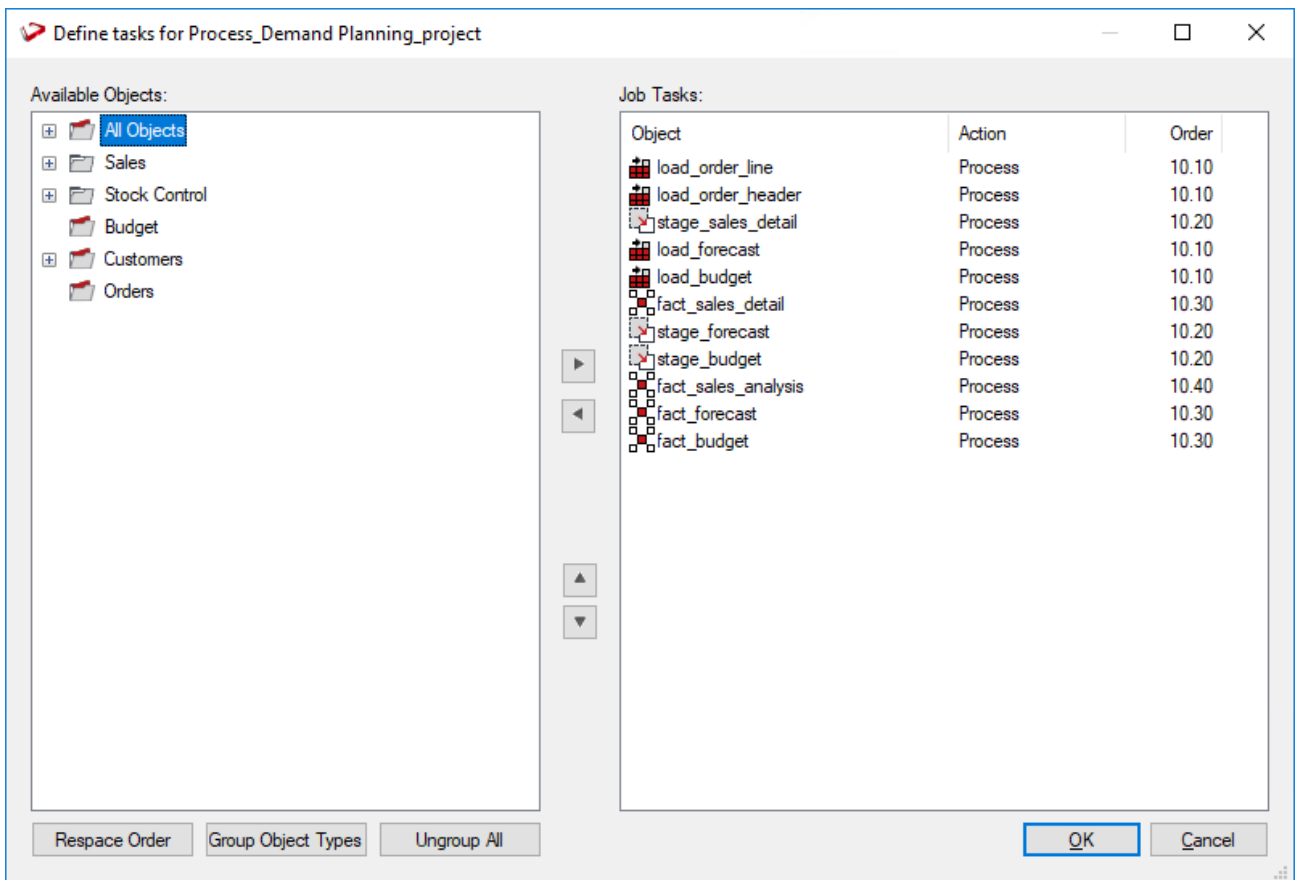 Define tasks for Process_Demand Planning_project
Available Objects:
All Objects
Sales
Stock Control
Budget
Customers
Orders
Respace Order Group Object Types Ungroup All
Job Tasks:
Object Action Order
load_order_line Process 10.10
load_order_header Process 10.10
stage_sales_detail Process 10.20
load_forecast Process 10.10
load_budget Process 10.10
fact_sales_detail Process 10.30
stage_forecast Process 10.20
stage_budget Process 10.20
fact_sales_analysis Process 10.40
fact_forecast Process 10.30
fact_budget Process 10.30
OK Cancel